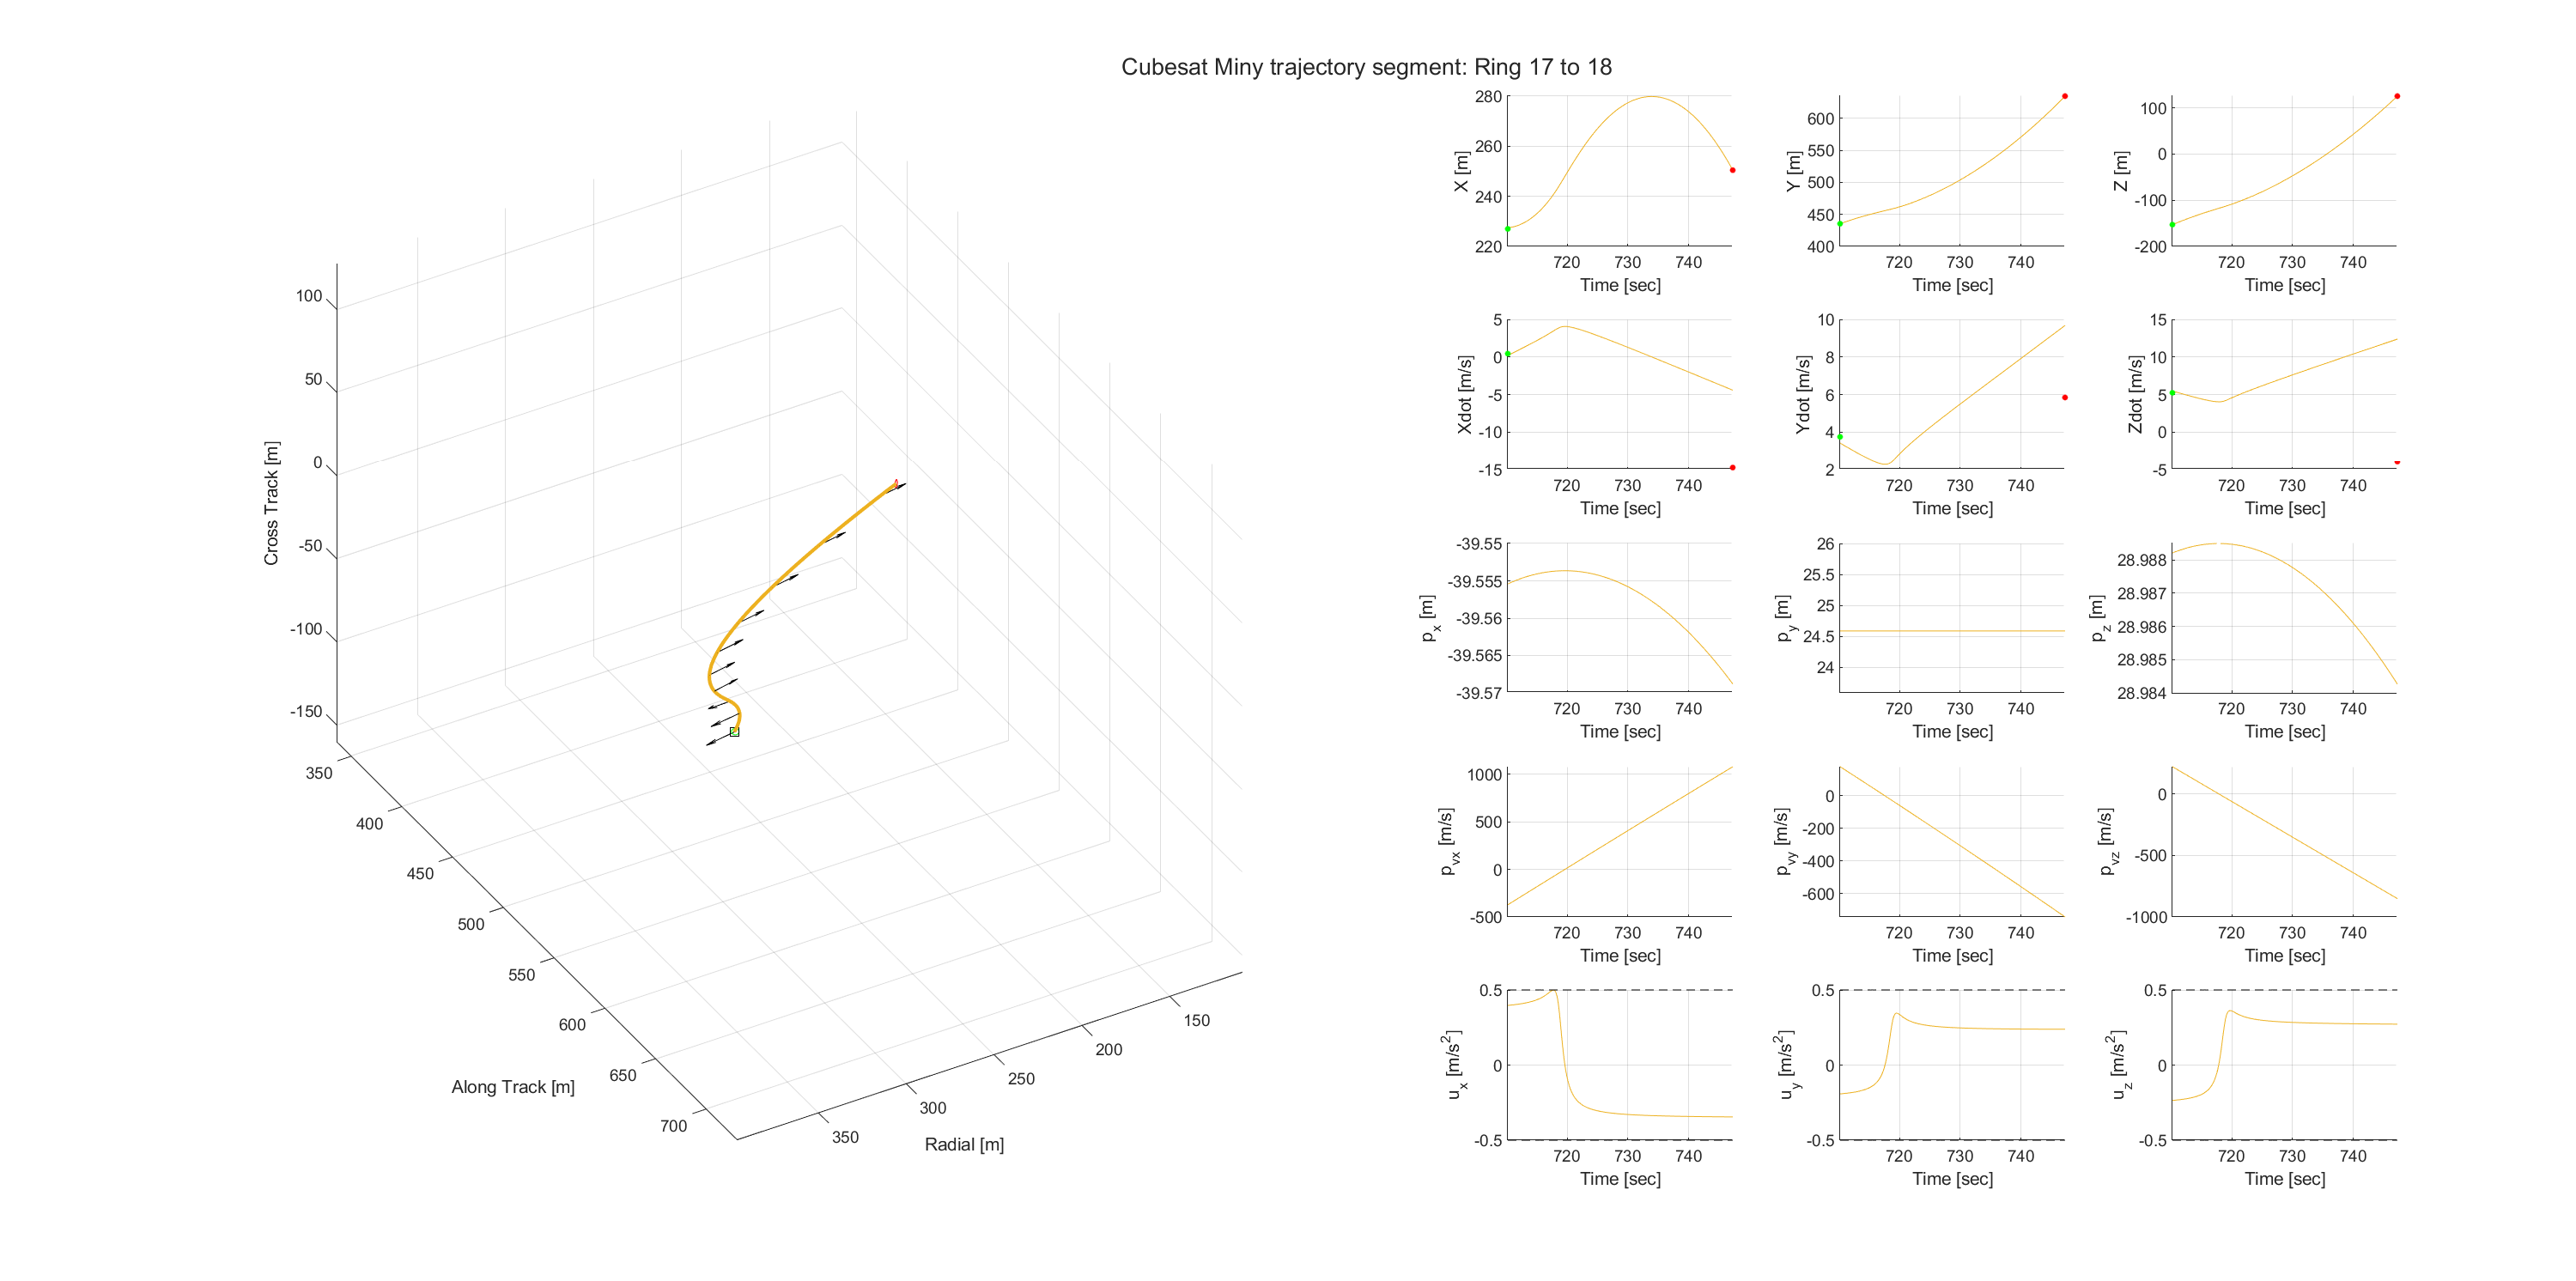 Cubesat Miny trajectory segment: Ring 17 to 18
100
50
0
-50
-100
-150
Cross Track [m]
350
400
450
500
550
600
650
700
Along Track [m]
350
300
250
200
150
Radial [m]
280
260
240
220
X [m]
720 730 740
Time [sec]
600
550
500
450
400
Y [m]
720 730 740
Time [sec]
100
0
-100
-200
Z [m]
720 730 740
Time [sec]
5
0
-5
-10
-15
Xdot [m/s]
720 730 740
Time [sec]
10
8
6
4
2
Ydot [m/s]
720 730 740
Time [sec]
15
10
5
0
-5
Zdot [m/s]
720 730 740
Time [sec]
-39.55
-39.555
-39.56
-39.565
-39.57
p_x [m]
720 730 740
Time [sec]
26
25.5
25
24.5
24
p_y [m]
720 730 740
Time [sec]
28.988
28.987
28.986
28.985
28.984
p_z [m]
720 730 740
Time [sec]
1000
500
0
-500
p_vx [m/s]
720 730 740
Time [sec]
0
-200
-400
-600
p_vy [m/s]
720 730 740
Time [sec]
0
-500
-1000
p_vz [m/s]
720 730 740
Time [sec]
0.5
0
-0.5
u_x [m/s²]
720 730 740
Time [sec]
0.5
0
-0.5
u_y [m/s²]
720 730 740
Time [sec]
0.5
0
-0.5
u_z [m/s²]
720 730 740
Time [sec]